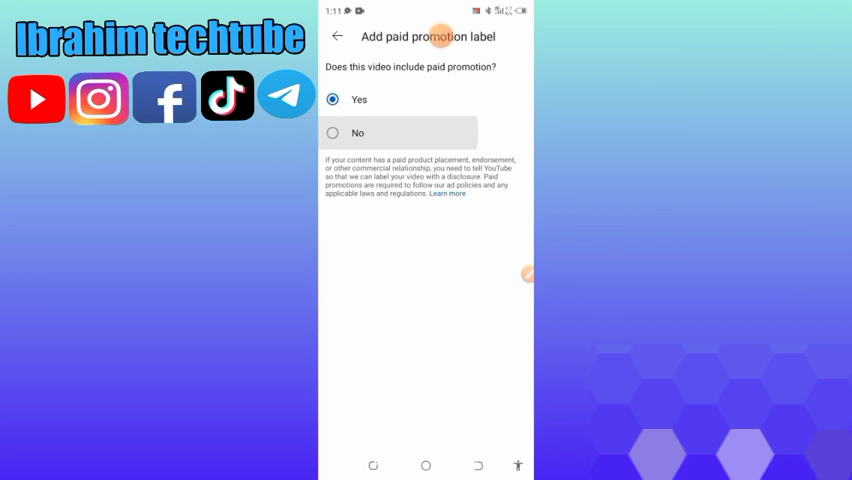 Ibrahim techtube
1:11
Add paid promotion label
Does this video include paid promotion?
Yes
No
If your content has a paid product placement, endorsement,
or other commercial relationship, you need to tell YouTube
so that we can label your video with a disclosure. Paid
promotions are required to follow our ad policies and any
applicable laws and regulations. Learn more